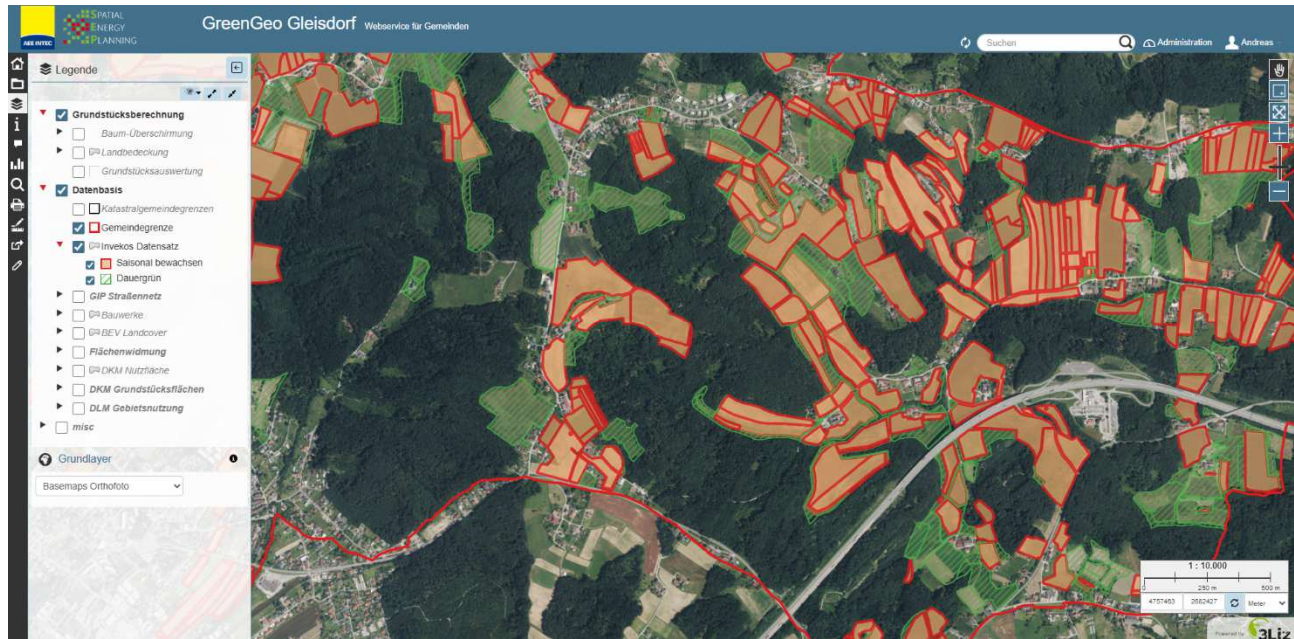 SPATIAL
ENERGY
PLANNING
AEE INTEC
GreenGeo Gleisdorf Webservice für Gemeinden
Suchen
Administration
Andreas
Legende
Grundstücksberechnung
Baum-Überschirmung
Landbedeckung
Grundstücksauswertung
Datenbasis
Katastralgemeindegrenzen
Gemeindegrenze
Invekos Datensatz
Saisonal bewachsen
Dauergrün
GIP Straßennetz
Bauwerke
BEV Landcover
Flächenwidmung
DKM Nutzfläche
DKM Grundstücksflächen
DLM Gebietsnutzung
misc
Grundlayer
Basemaps Orthofoto
1 : 10.000
0 250 m 500 m
4757463 2682427 Meter
Powered by 3Liz